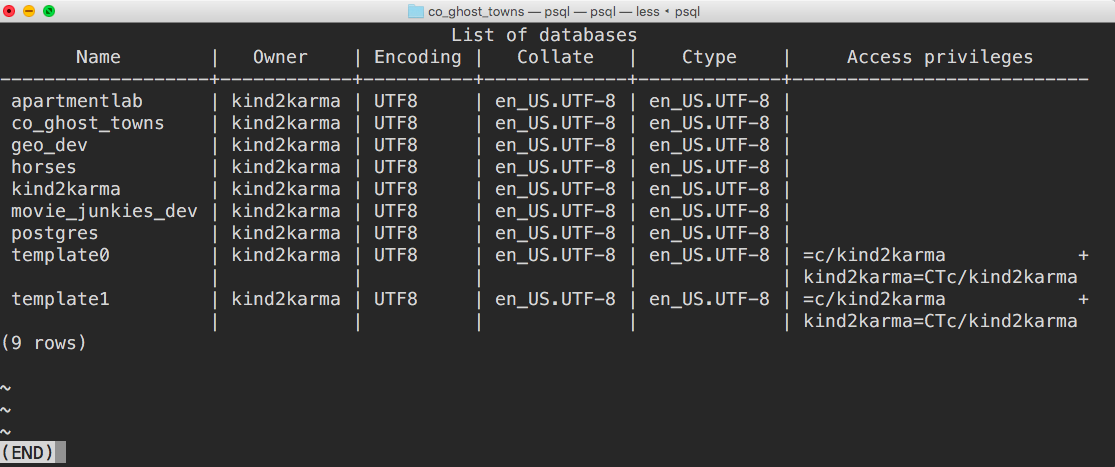 co_ghost_towns — psql — psql — less ◂ psql
                                         List of databases
       Name        |   Owner    | Encoding |   Collate   |    Ctype    |     Access privileges
-------------------+------------+----------+-------------+-------------+---------------------------
 apartmentlab      | kind2karma | UTF8     | en_US.UTF-8 | en_US.UTF-8 |
 co_ghost_towns    | kind2karma | UTF8     | en_US.UTF-8 | en_US.UTF-8 |
 geo_dev           | kind2karma | UTF8     | en_US.UTF-8 | en_US.UTF-8 |
 horses            | kind2karma | UTF8     | en_US.UTF-8 | en_US.UTF-8 |
 kind2karma        | kind2karma | UTF8     | en_US.UTF-8 | en_US.UTF-8 |
 movie_junkies_dev | kind2karma | UTF8     | en_US.UTF-8 | en_US.UTF-8 |
 postgres          | kind2karma | UTF8     | en_US.UTF-8 | en_US.UTF-8 |
 template0         | kind2karma | UTF8     | en_US.UTF-8 | en_US.UTF-8 | =c/kind2karma            +
                   |            |          |             |             | kind2karma=CTc/kind2karma
 template1         | kind2karma | UTF8     | en_US.UTF-8 | en_US.UTF-8 | =c/kind2karma            +
                   |            |          |             |             | kind2karma=CTc/kind2karma
(9 rows)
~
~
~
(END)